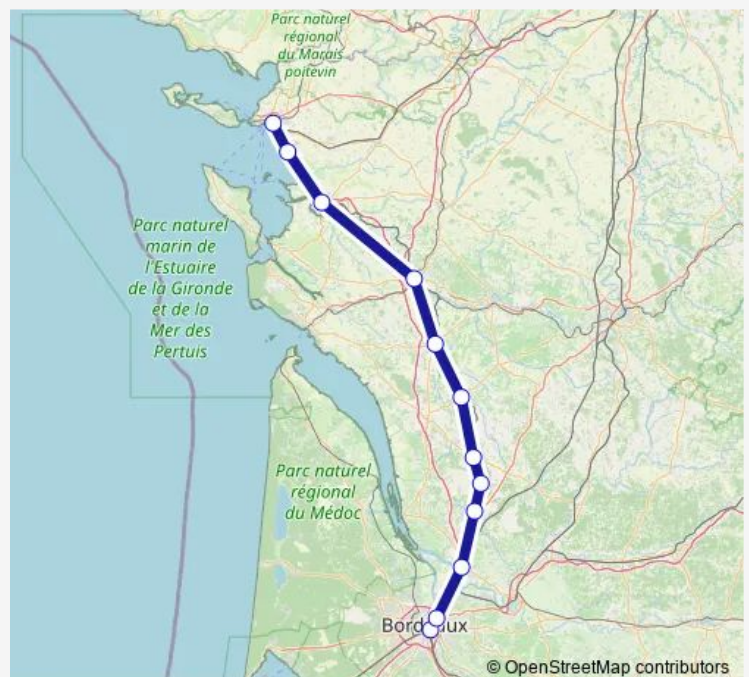 Parc naturel
régional
du Marais
poitevin
Parc naturel
marin de
l'Estuaire
de la Gironde
et de la
Mer des
Pertuis
Parc naturel
régional
du Médoc
© OpenStreetMap contributors